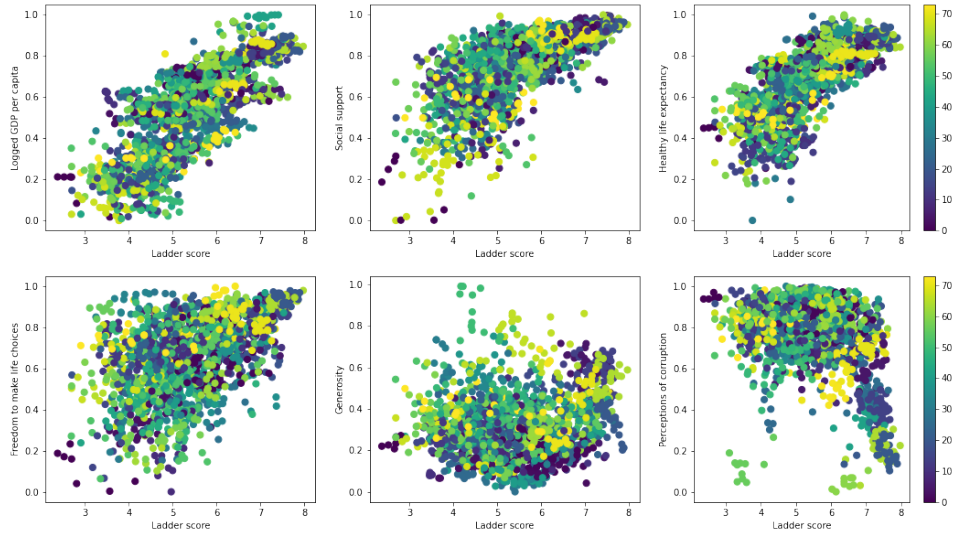 1.0
0.8
0.6
0.4
0.2
0.0
Logged GDP per capita
3 4 5 6 7 8
Ladder score
1.0
0.8
0.6
0.4
0.2
0.0
Social support
3 4 5 6 7 8
Ladder score
1.0
0.8
0.6
0.4
0.2
0.0
Healthy life expectancy
3 4 5 6 7 8
Ladder score
70
60
50
40
30
20
10
0
1.0
0.8
0.6
0.4
0.2
0.0
Freedom to make life choices
3 4 5 6 7 8
Ladder score
1.0
0.8
0.6
0.4
0.2
0.0
Generosity
3 4 5 6 7 8
Ladder score
1.0
0.8
0.6
0.4
0.2
0.0
Perceptions of corruption
3 4 5 6 7 8
Ladder score
70
60
50
40
30
20
10
0